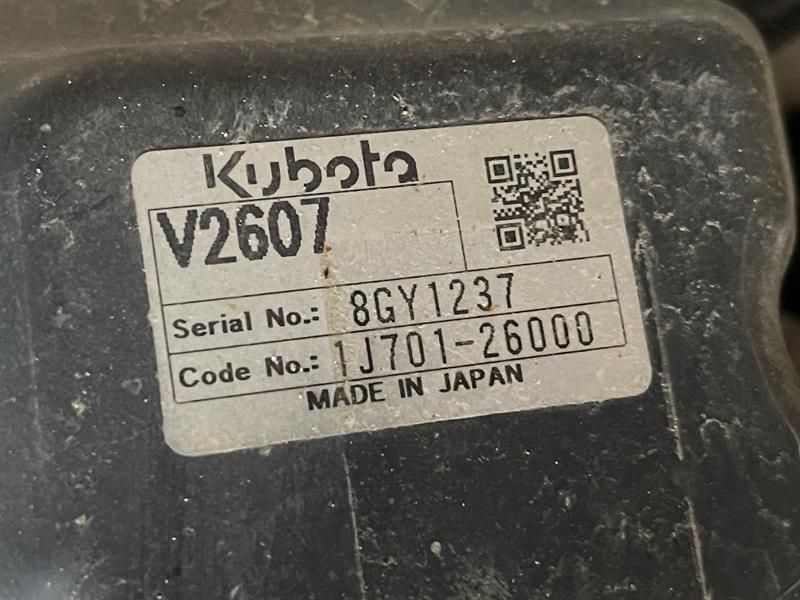 Kubota
V2607
Serial No.: 8GY1237
Code No.: 1J701-26000
MADE IN JAPAN